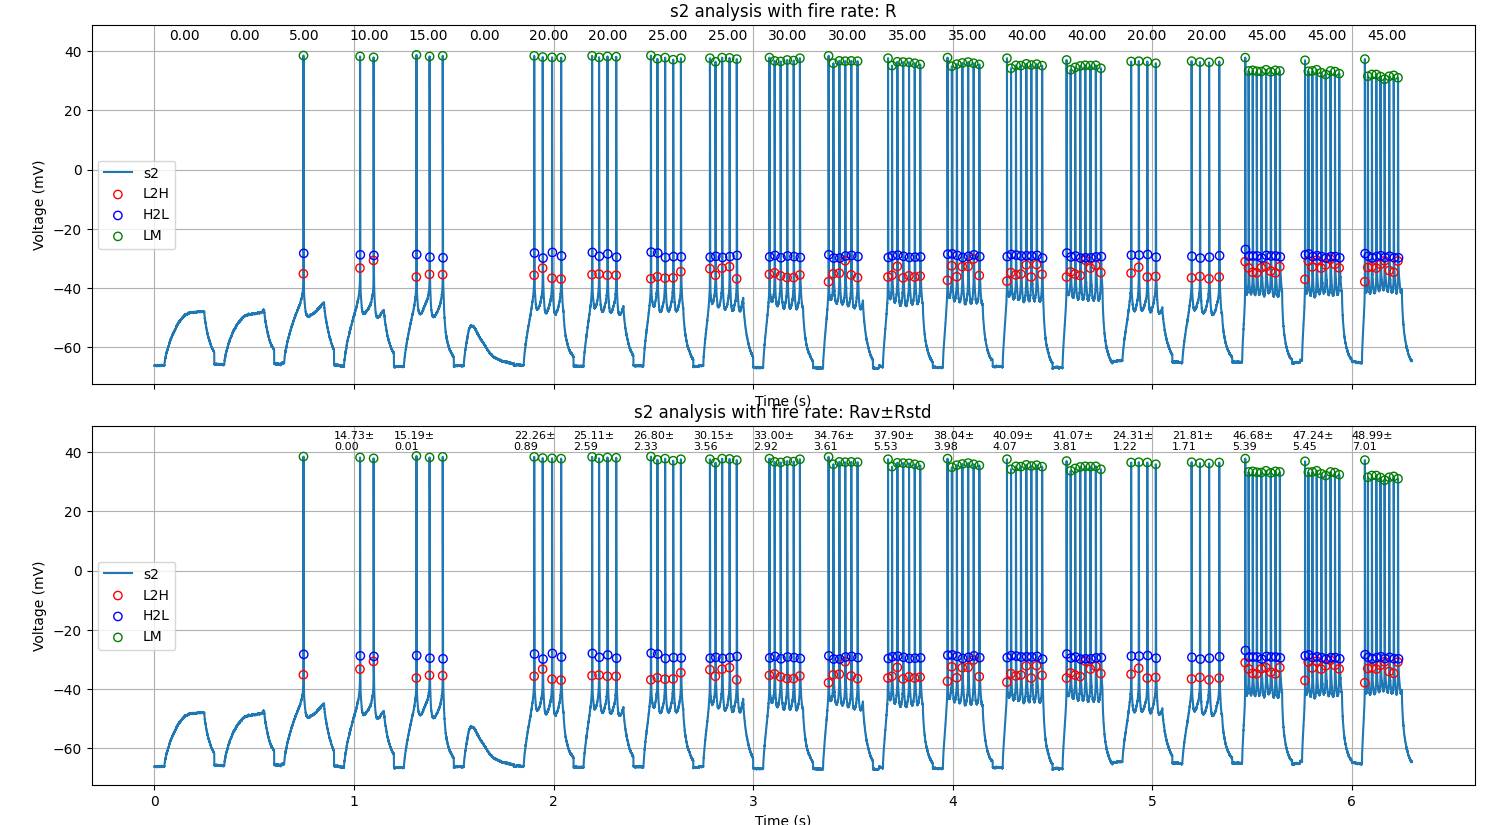 s2 analysis with fire rate: R
0.00 0.00 5.00 10.00 15.00 0.00 20.00 20.00 25.00 25.00 30.00 30.00 35.00 35.00 40.00 40.00 20.00 20.00 45.00 45.00 45.00
40
20
0
−20
−40
−60
Voltage (mV)
s2
L2H
H2L
LM
Time (s)
s2 analysis with fire rate: Rav±Rstd
14.73± 15.19± 22.26± 25.11± 26.80± 30.15± 33.00± 34.76± 37.90± 38.04± 40.09± 41.07± 24.31± 21.81± 46.68± 47.24± 48.99±
0.00 0.01 0.89 2.59 2.33 3.56 2.92 3.61 5.53 3.98 4.07 3.81 1.22 1.71 5.39 5.45 7.01
40
20
0
−20
−40
−60
Voltage (mV)
s2
L2H
H2L
LM
0 1 2 3 4 5 6
Time (s)